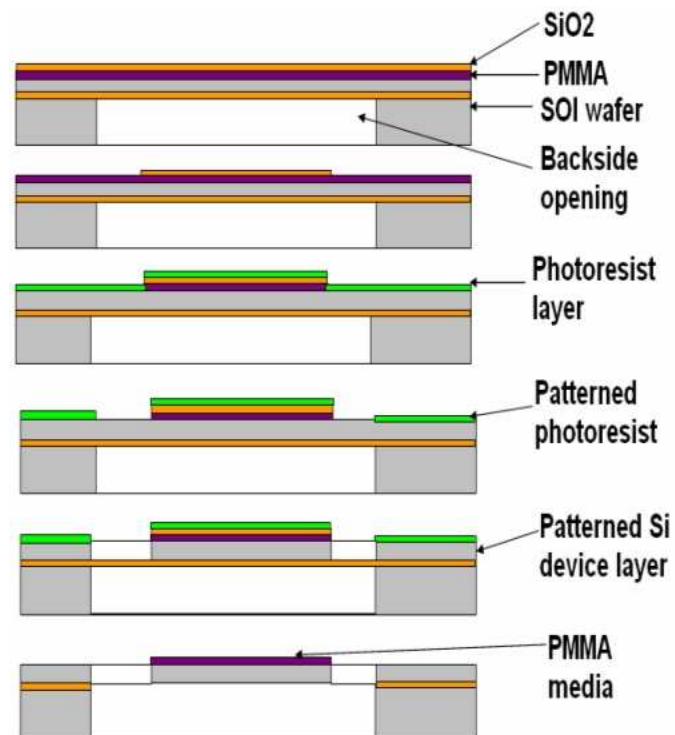 SiO2
PMMA
SOI wafer
Backside
opening
Photoresist
layer
Patterned
photoresist
Patterned Si
device layer
PMMA
media